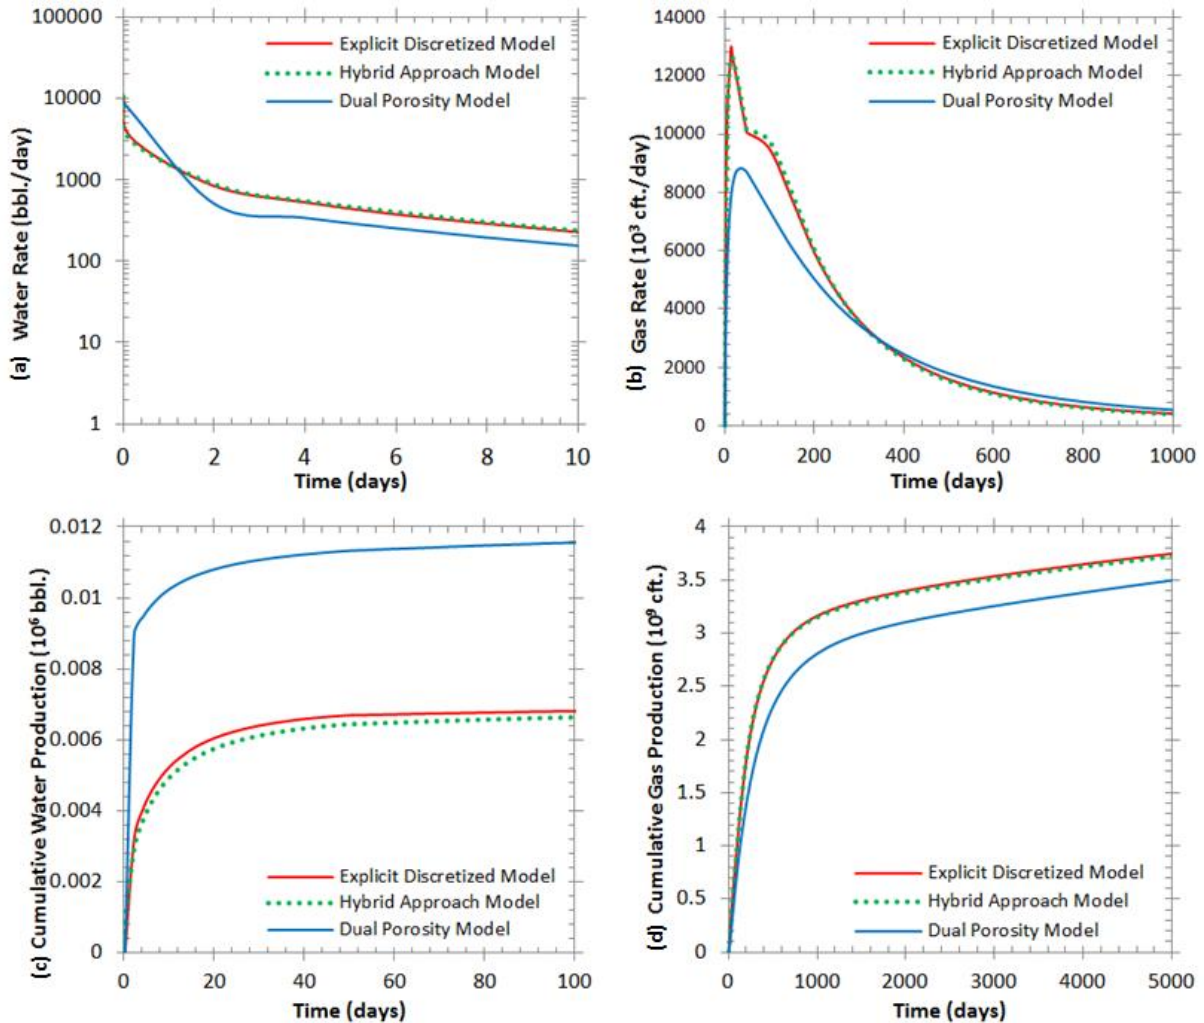 100000
10000
1000
100
10
1
(a) Water Rate (bbl./day)
Explicit Discretized Model
Hybrid Approach Model
Dual Porosity Model
0 2 4 6 8 10
Time (days)
14000
12000
10000
8000
6000
4000
2000
0
(b) Gas Rate (10³ cft./day)
Explicit Discretized Model
Hybrid Approach Model
Dual Porosity Model
0 200 400 600 800 1000
Time (days)
0.012
0.01
0.008
0.006
0.004
0.002
0
(c) Cumulative Water Production (10⁶ bbl.)
Explicit Discretized Model
Hybrid Approach Model
Dual Porosity Model
0 20 40 60 80 100
Time (days)
4
3.5
3
2.5
2
1.5
1
0.5
0
(d) Cumulative Gas Production (10⁹ cft.)
Explicit Discretized Model
Hybrid Approach Model
Dual Porosity Model
0 1000 2000 3000 4000 5000
Time (days)